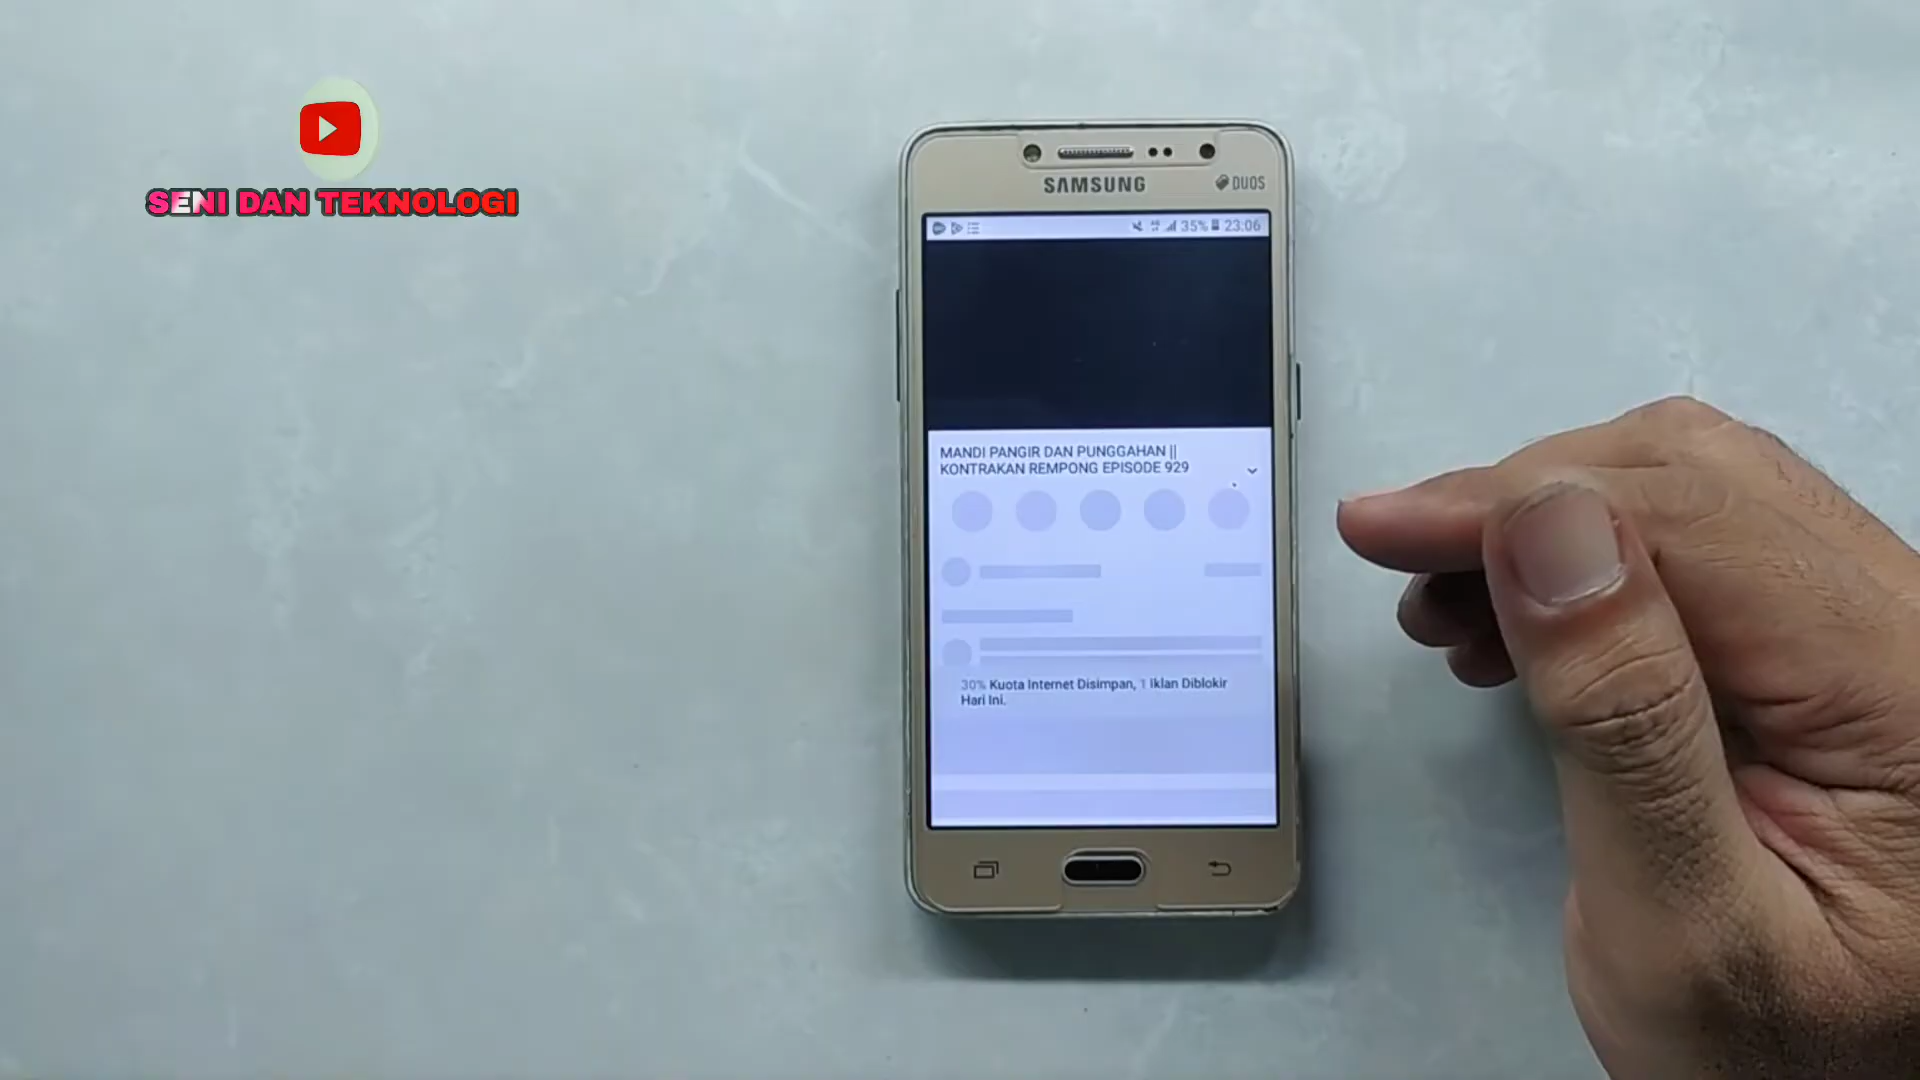 SENI DAN TEKNOLOGI
SAMSUNG
DUOS
35% 23:06
MANDI PANGIR DAN PUNGGAHAN ||
KONTRAKAN REMPONG EPISODE 929
30% Kuota Internet Disimpan, 1 Iklan Diblokir
Hari Ini.